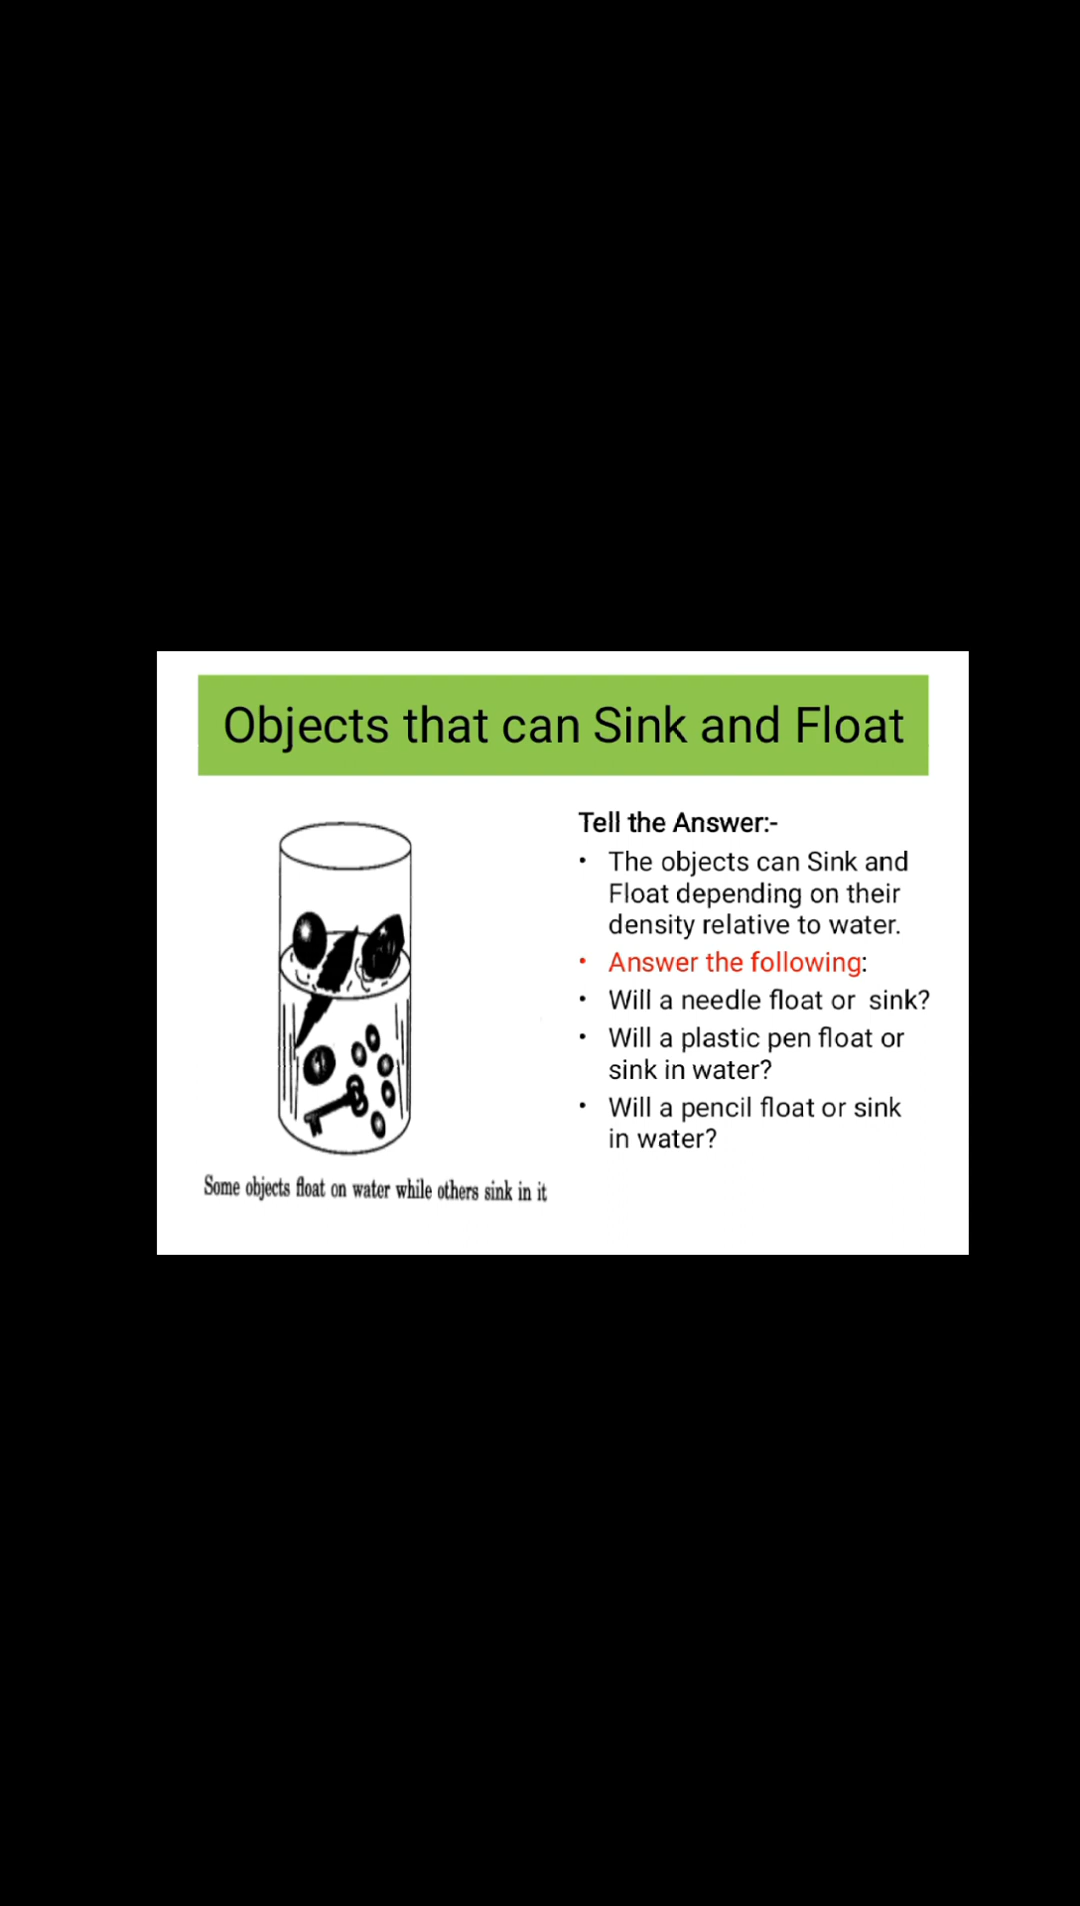 Objects that can Sink and Float
Tell the Answer:-
• The objects can Sink and
Float depending on their
density relative to water.
• Answer the following:
• Will a needle float or sink?
• Will a plastic pen float or
sink in water?
• Will a pencil float or sink
in water?
Some objects float on water while others sink in it